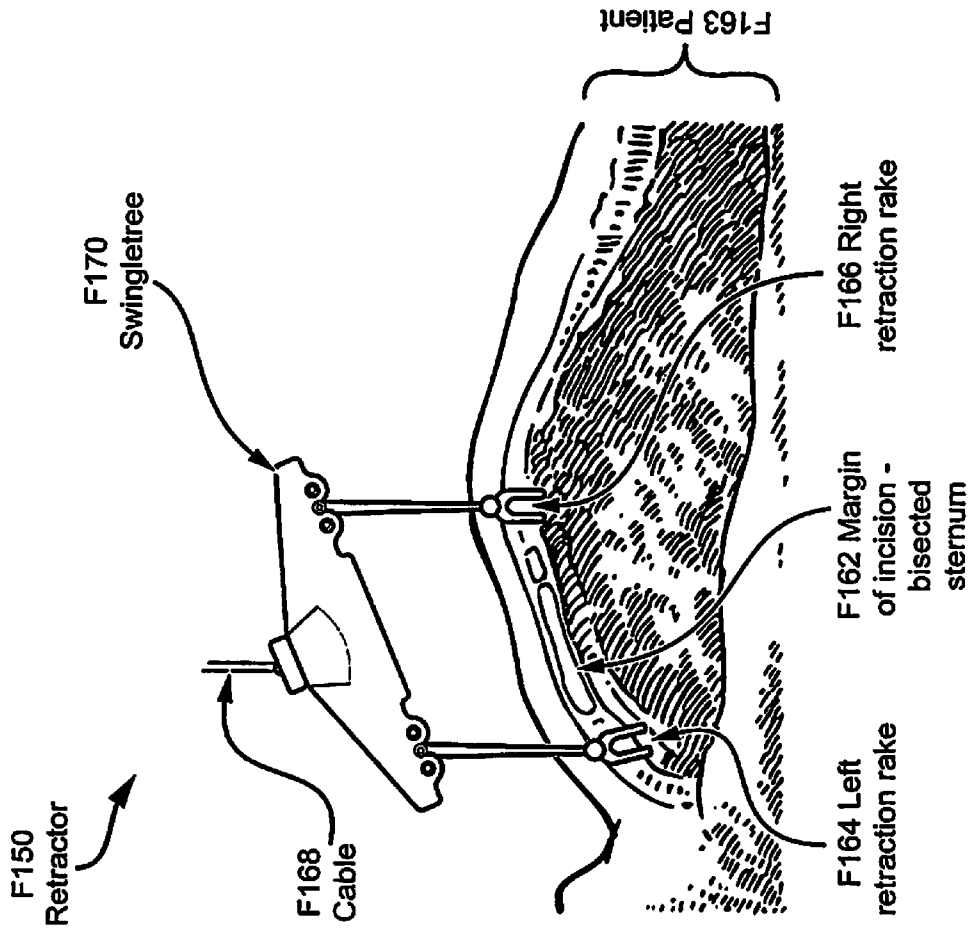 F150
Retractor
F168
Cable
F170
Swingletree
F163 Patient
F164 Left
retraction rake
F162 Margin
of incision -
bisected
sternum
F166 Right
retraction rake